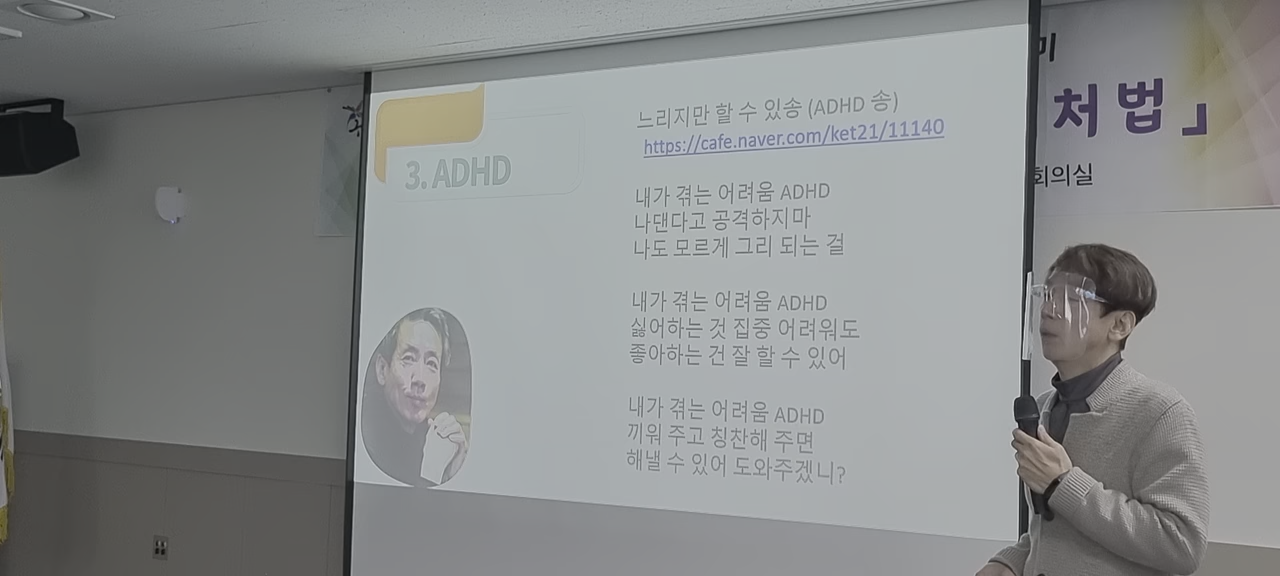 3. ADHD
느리지만 할 수 있송 (ADHD 송)
https://cafe.naver.com/ket21/11140
내가 겪는 어려움 ADHD
나댄다고 공격하지마
나도 모르게 그리 되는 걸
내가 겪는 어려움 ADHD
싫어하는 것 집중 어려워도
좋아하는 건 잘 할 수 있어
내가 겪는 어려움 ADHD
끼워 주고 칭찬해 주면
해낼 수 있어 도와주겠니?
미
처법」
회의실